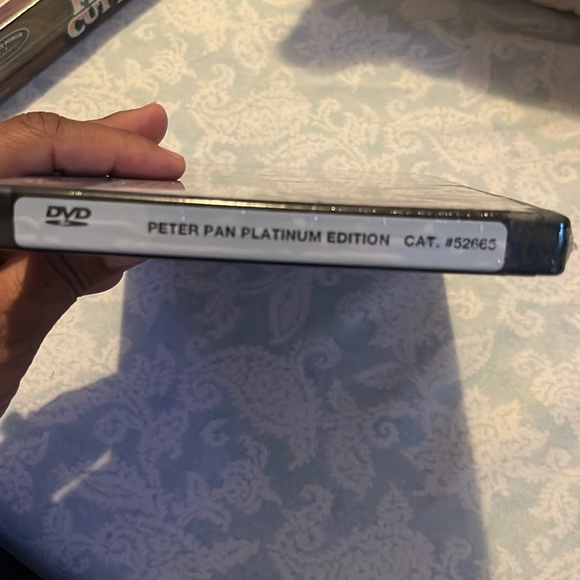 DVD
PETER PAN PLATINUM EDITION CAT. #52665